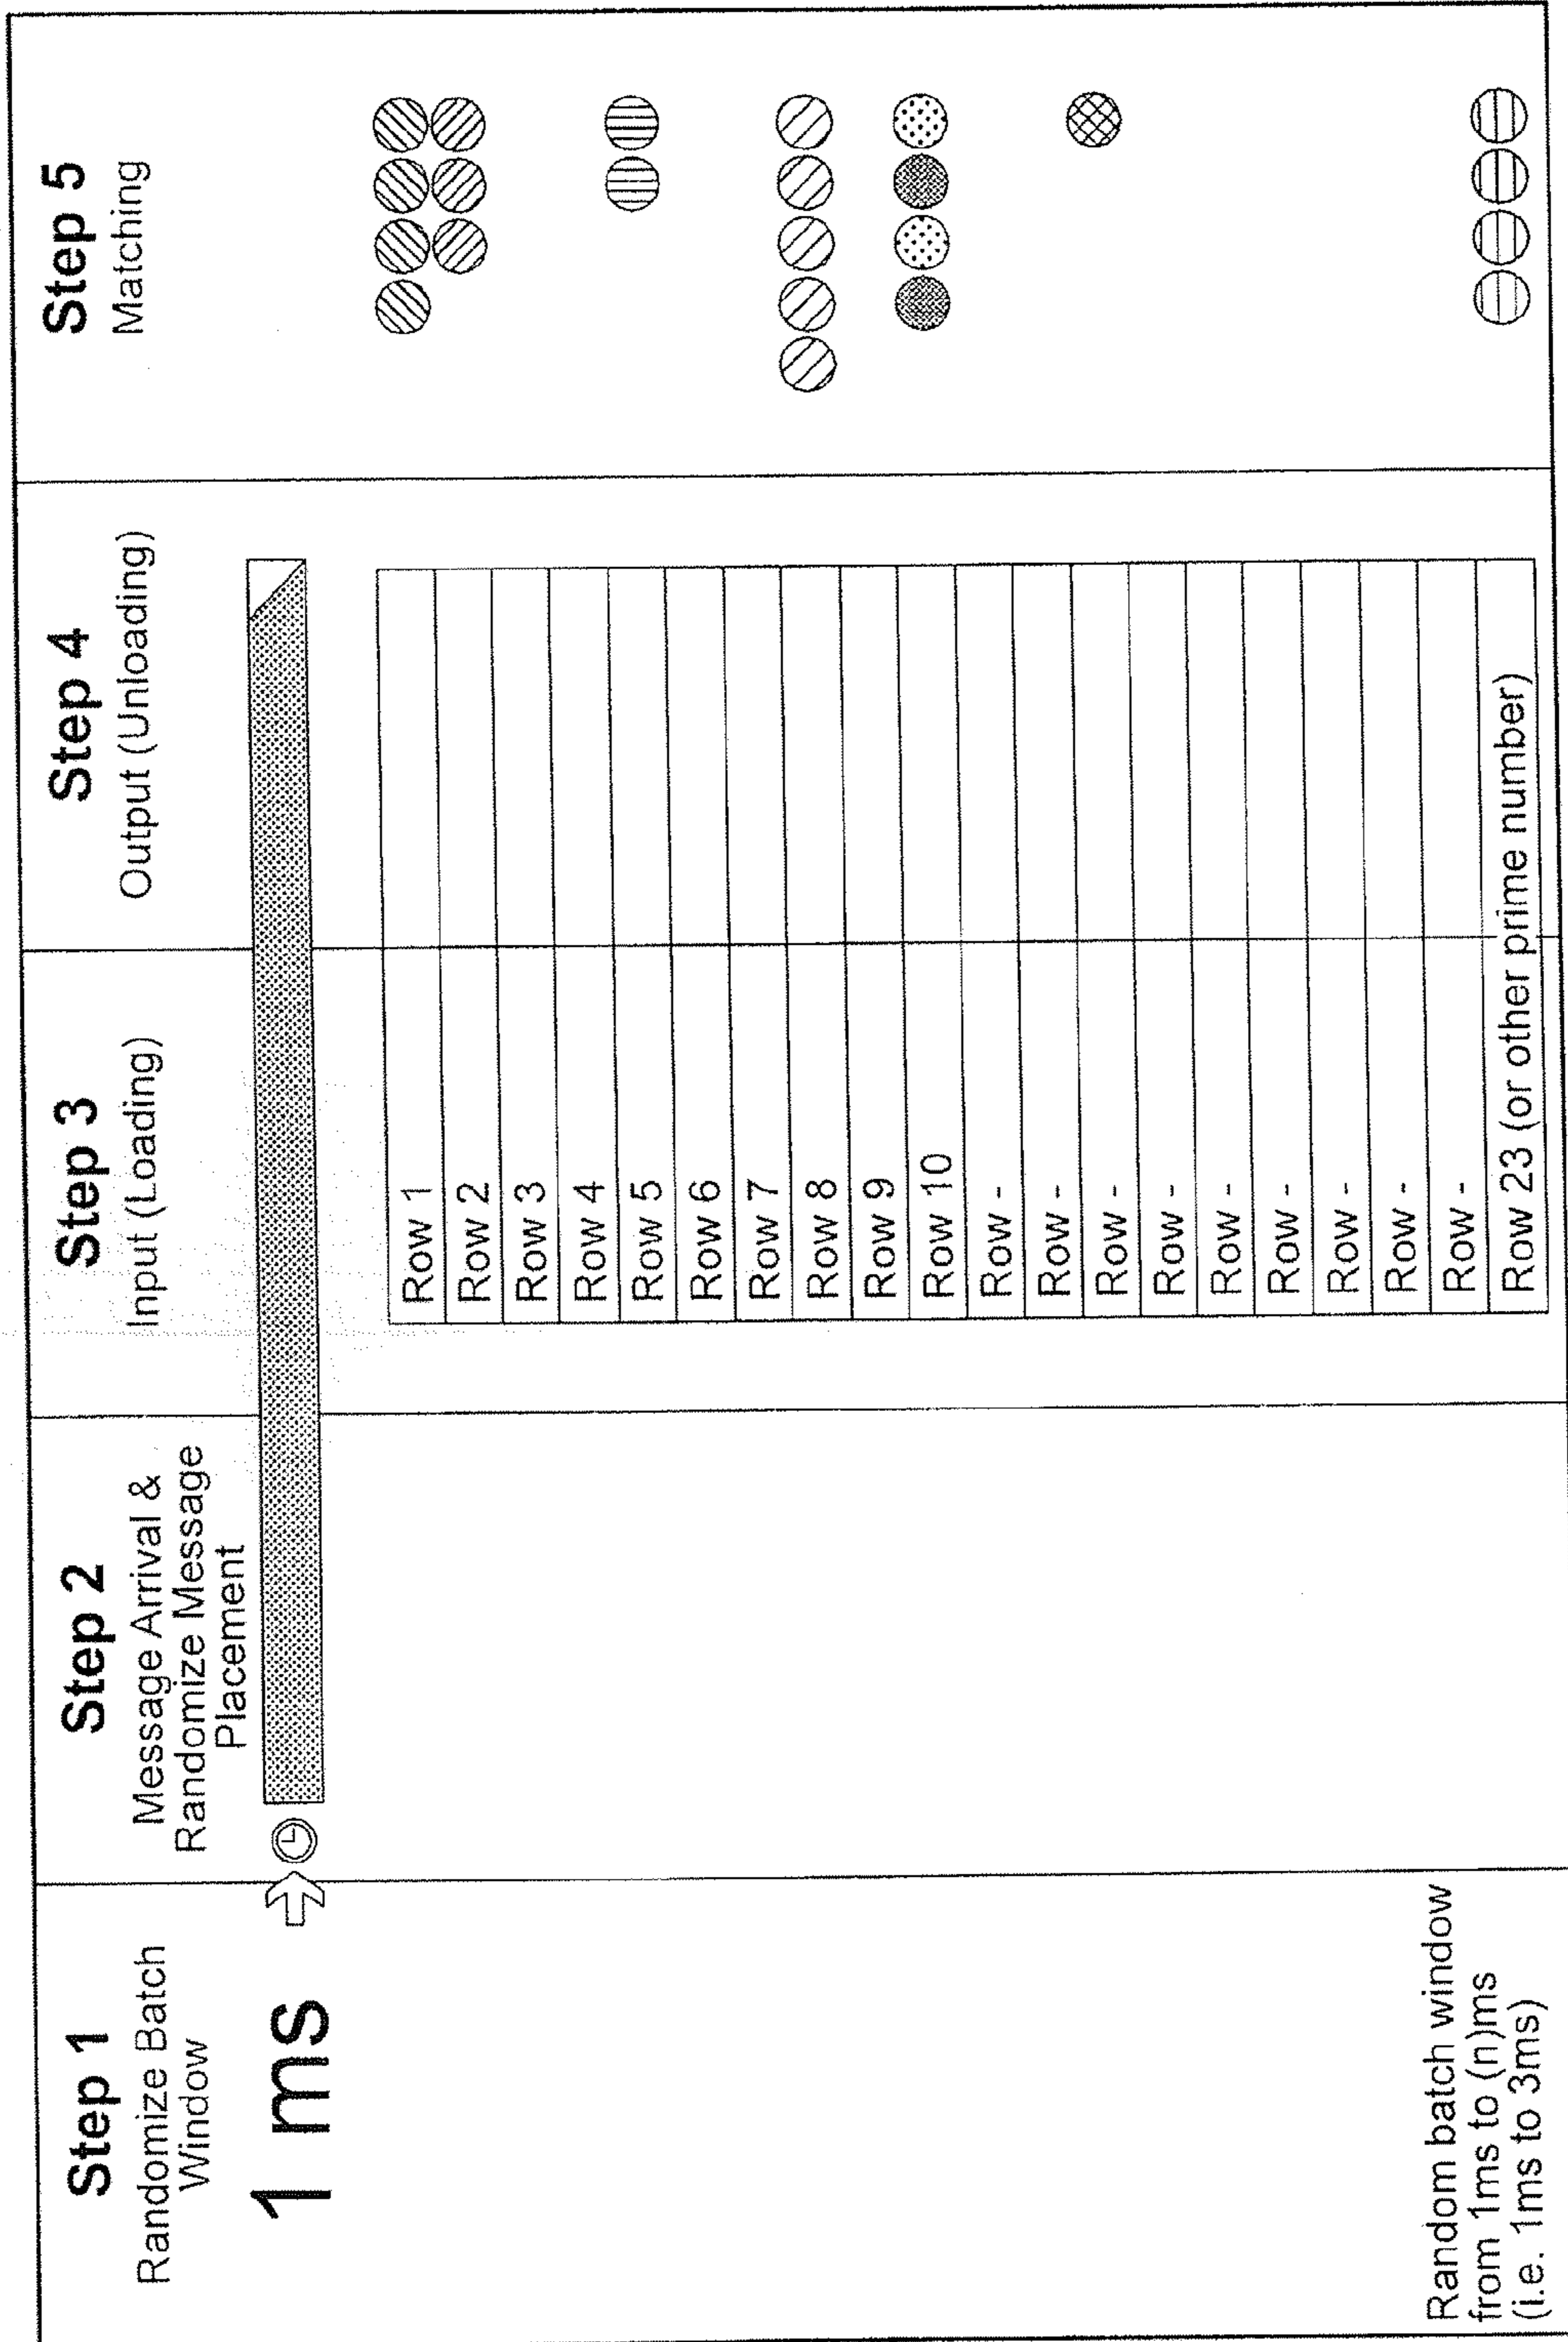 Step 1
Randomize Batch
Window
1 ms
Random batch window
from 1ms to (n)ms
(i.e. 1ms to 3ms)
Step 2
Message Arrival &
Randomize Message
Placement
Step 3
Input (Loading)
Row 1
Row 2
Row 3
Row 4
Row 5
Row 6
Row 7
Row 8
Row 9
Row 10
Row -
Row -
Row -
Row -
Row -
Row -
Row -
Row -
Row -
Row 23 (or other prime number)
Step 4
Output (Unloading)
Step 5
Matching